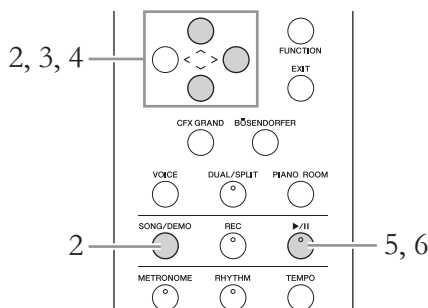 2, 3, 4
FUNCTION
EXIT
CFX GRAND BÖSENDORFER
VOICE DUAL/SPLIT PIANO ROOM
SONG/DEMO REC ►/II
2
5, 6
METRONOME RHYTHM TEMPO